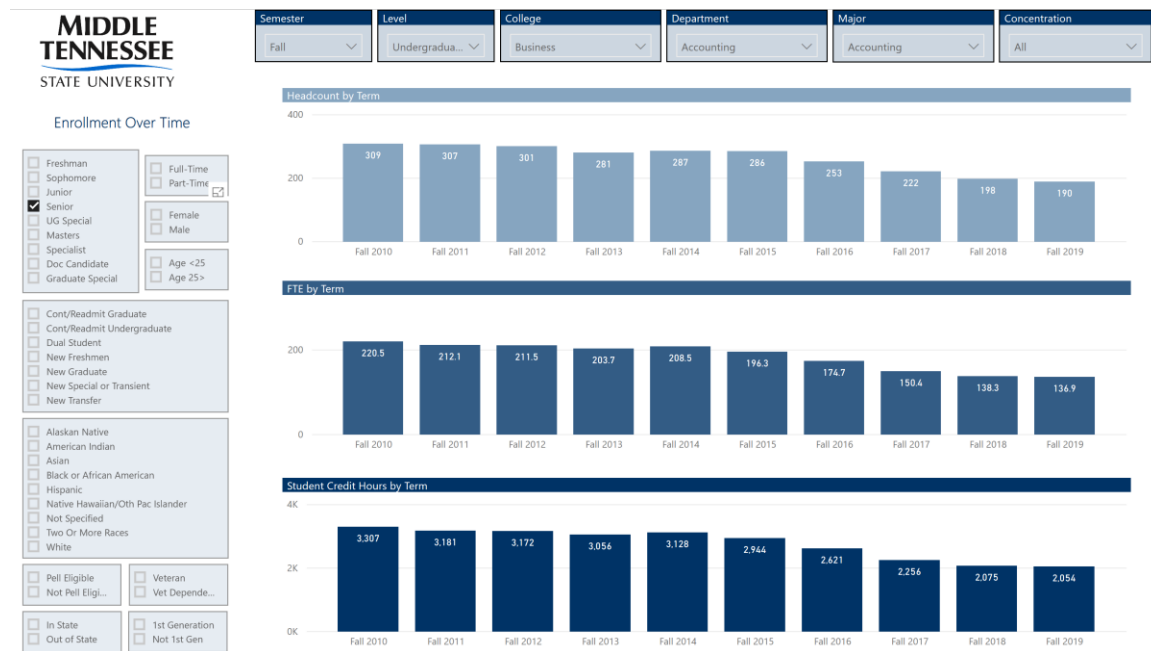 MIDDLE
TENNESSEE
STATE UNIVERSITY
Semester Level College Department Major Concentration
Fall Undergradua... Business Accounting Accounting All
Enrollment Over Time
Freshman
Sophomore
Junior
Senior
UG Special
Masters
Specialist
Doc Candidate
Graduate Special
Full-Time
Part-Time
Female
Male
Age <25
Age 25>
Cont/Readmit Graduate
Cont/Readmit Undergraduate
Dual Student
New Freshmen
New Graduate
New Special or Transient
New Transfer
Alaskan Native
American Indian
Asian
Black or African American
Hispanic
Native Hawaiian/Oth Pac Islander
Not Specified
Two Or More Races
White
Pell Eligible
Not Pell Eligi...
Veteran
Vet Depende...
In State
Out of State
1st Generation
Not 1st Gen
Headcount by Term
400
200
0
309 307 301 281 287 286 253 222 198 190
Fall 2010 Fall 2011 Fall 2012 Fall 2013 Fall 2014 Fall 2015 Fall 2016 Fall 2017 Fall 2018 Fall 2019
FTE by Term
200
0
220.5 212.1 211.5 203.7 208.5 196.3 174.7 150.4 138.3 136.9
Fall 2010 Fall 2011 Fall 2012 Fall 2013 Fall 2014 Fall 2015 Fall 2016 Fall 2017 Fall 2018 Fall 2019
Student Credit Hours by Term
4K
2K
0K
3,307 3,181 3,172 3,056 3,128 2,944 2,621 2,256 2,075 2,054
Fall 2010 Fall 2011 Fall 2012 Fall 2013 Fall 2014 Fall 2015 Fall 2016 Fall 2017 Fall 2018 Fall 2019